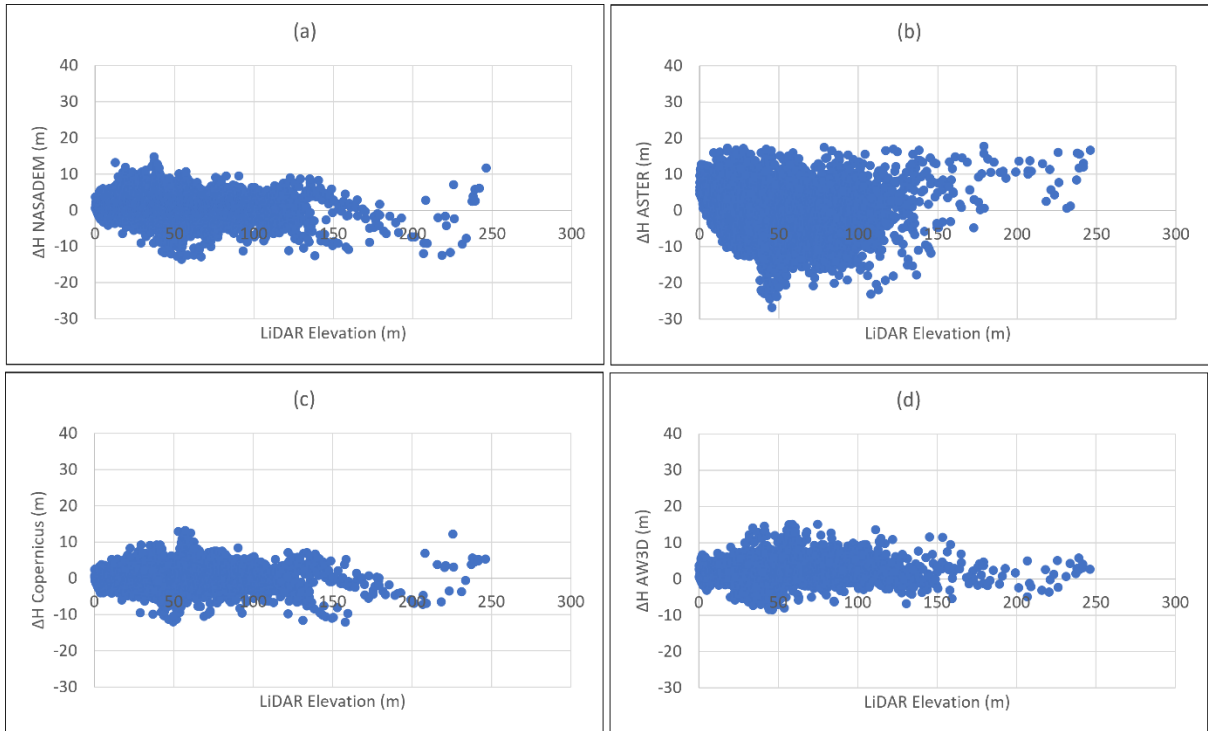 (a)
40
30
20
10
0
-10
-20
-30
0 50 100 150 200 250 300
ΔH NASADEM (m)
LiDAR Elevation (m)
(b)
40
30
20
10
0
-10
-20
-30
0 50 100 150 200 250 300
ΔH ASTER (m)
LiDAR Elevation (m)
(c)
40
30
20
10
0
-10
-20
-30
0 50 100 150 200 250 300
ΔH Copernicus (m)
LiDAR Elevation (m)
(d)
40
30
20
10
0
-10
-20
-30
0 50 100 150 200 250 300
ΔH AW3D (m)
LiDAR Elevation (m)